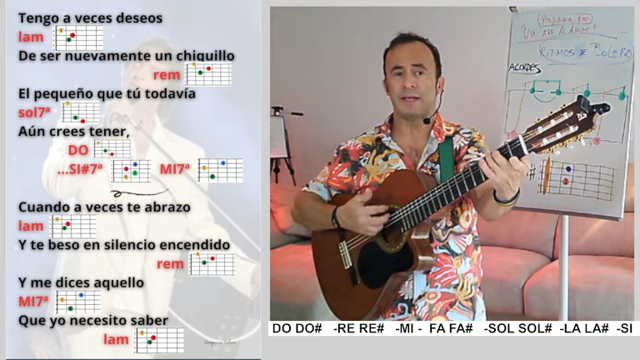 Tengo a veces deseos
lam
De ser nuevamente un chiquillo
rem
El pequeño que tú todavía
sol7ª
Aún crees tener,
DO
...SI#7ª MI7ª
Cuando a veces te abrazo
lam
Y te beso en silencio encendido
rem
Y me dices aquello
MI7ª
Que yo necesito saber
lam
RITMOS
BOLERO
ACORDES
DO DO# -RE RE# -MI - FA FA# -SOL SOL# -LA LA# -SI